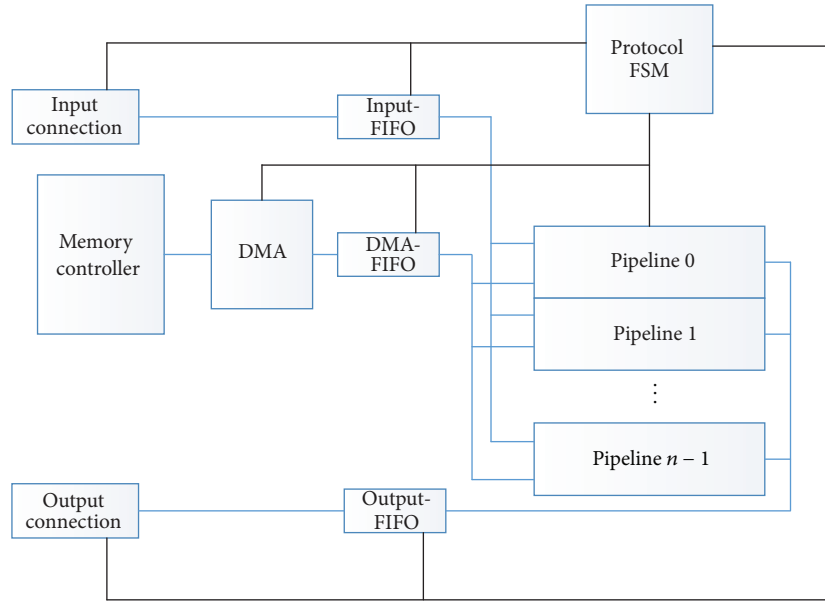 Protocol
FSM
Input
connection
Input-
FIFO
Memory
controller
DMA
DMA-
FIFO
Pipeline 0
Pipeline 1
⋮
Pipeline n − 1
Output
connection
Output-
FIFO